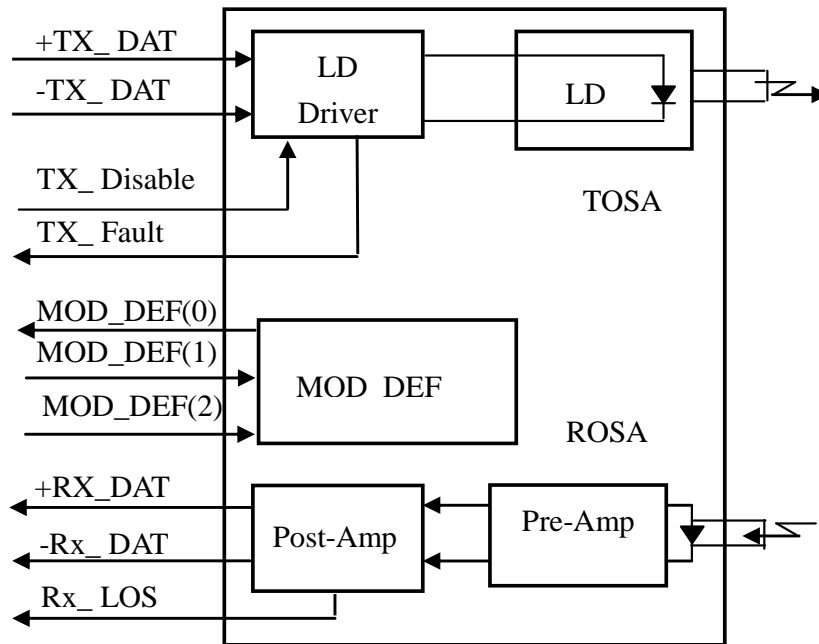 +TX_ DAT
-TX_ DAT
LD
Driver
LD
TX_ Disable
TOSA
TX_ Fault
MOD_DEF(0)
MOD_DEF(1)
MOD DEF
MOD_DEF(2)
ROSA
+RX_DAT
Pre-Amp
-Rx_ DAT
Post-Amp
Rx_ LOS